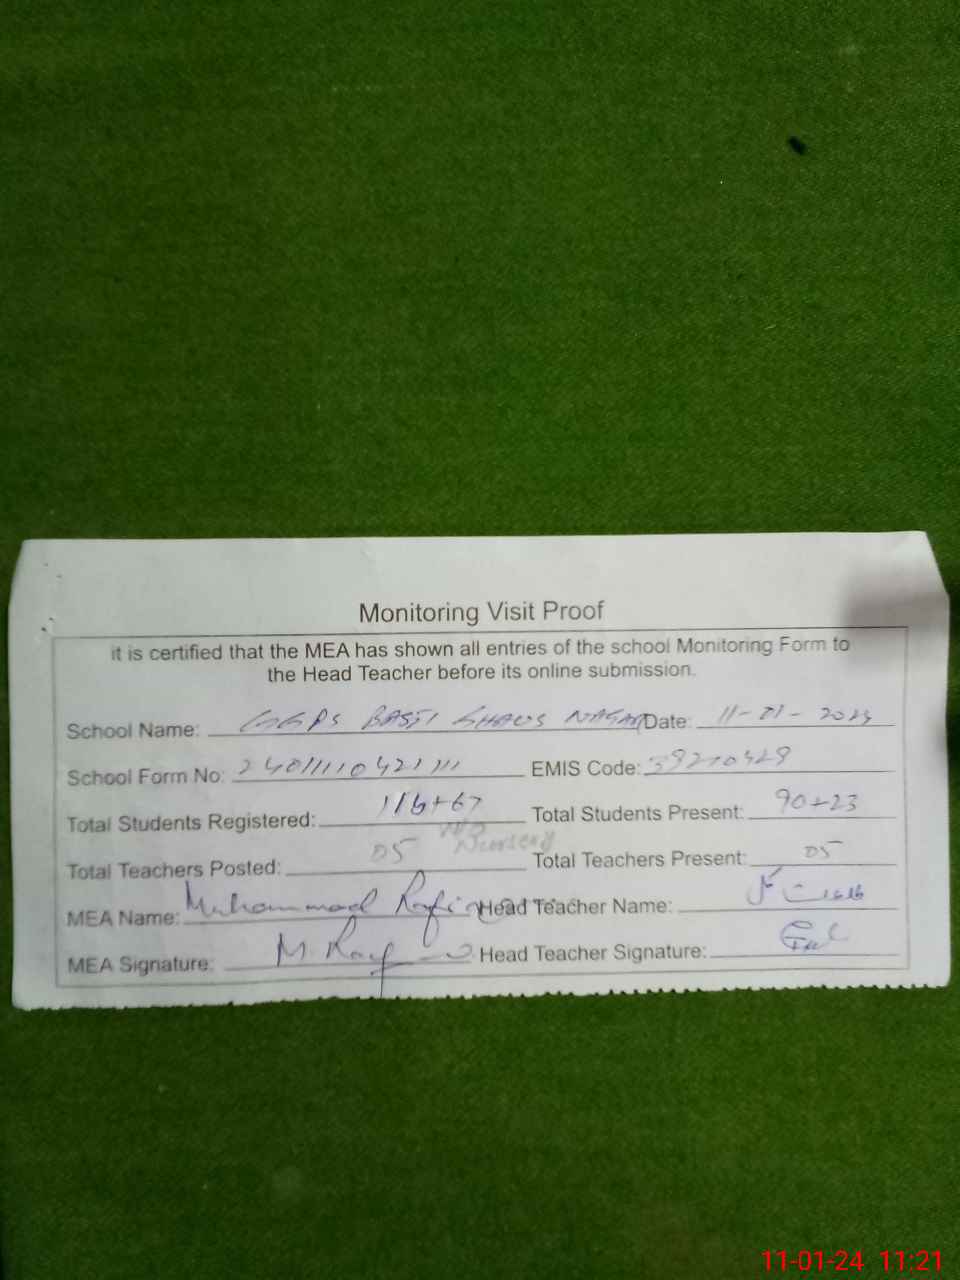 Monitoring Visit Proof
it is certified that the MEA has shown all entries of the school Monitoring Form to
the Head Teacher before its online submission.
School Name: GGPS BASTI GHAUS NAGAR Date: 11-01-
School Form No: EMIS Code:
Total Students Registered: 116+67 Total Students Present: 90+23
Nursery
Total Teachers Posted: 05 Total Teachers Present: 05
MEA Name: Muhammad Rafiq Head Teacher Name:
MEA Signature: M. Head Teacher Signature:
11-01-24 11:21